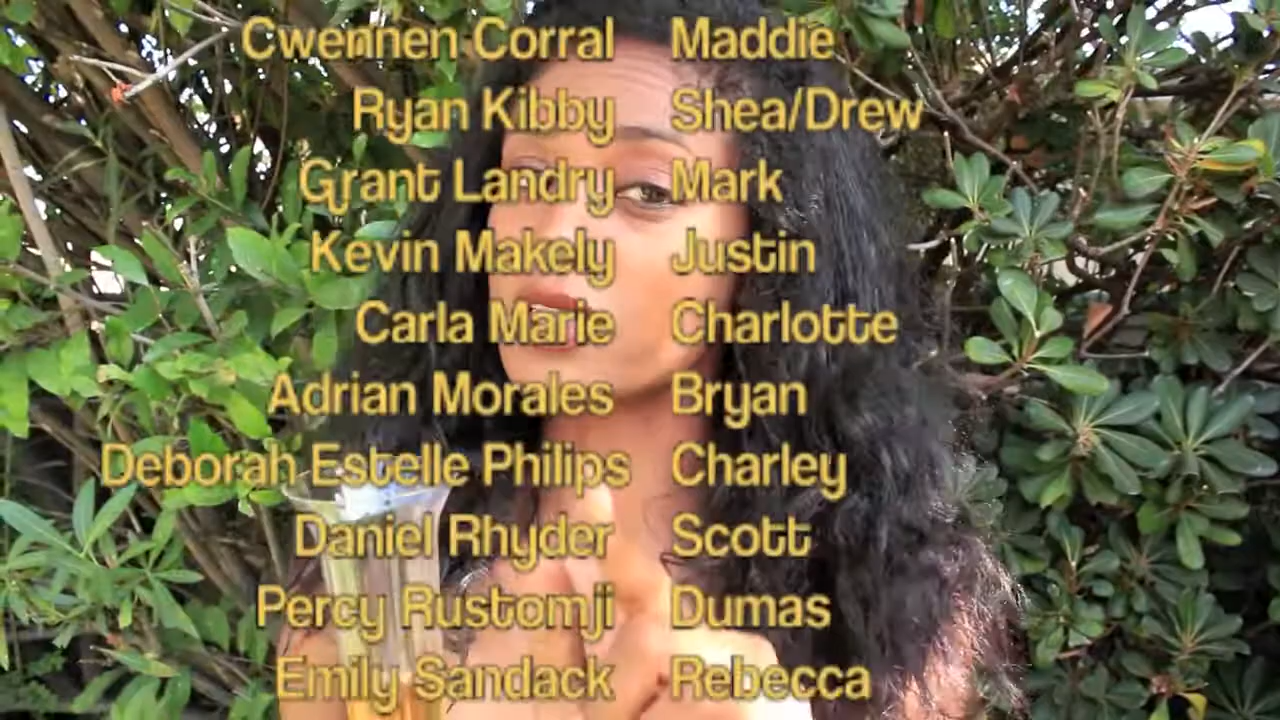 Cwennen Corral Maddie
Ryan Kibby Shea/Drew
Grant Landry Mark
Kevin Makely Justin
Carla Marie Charlotte
Adrian Morales Bryan
Deborah Estelle Philips Charley
Daniel Rhyder Scott
Percy Rustomji Dumas
Emily Sandack Rebecca